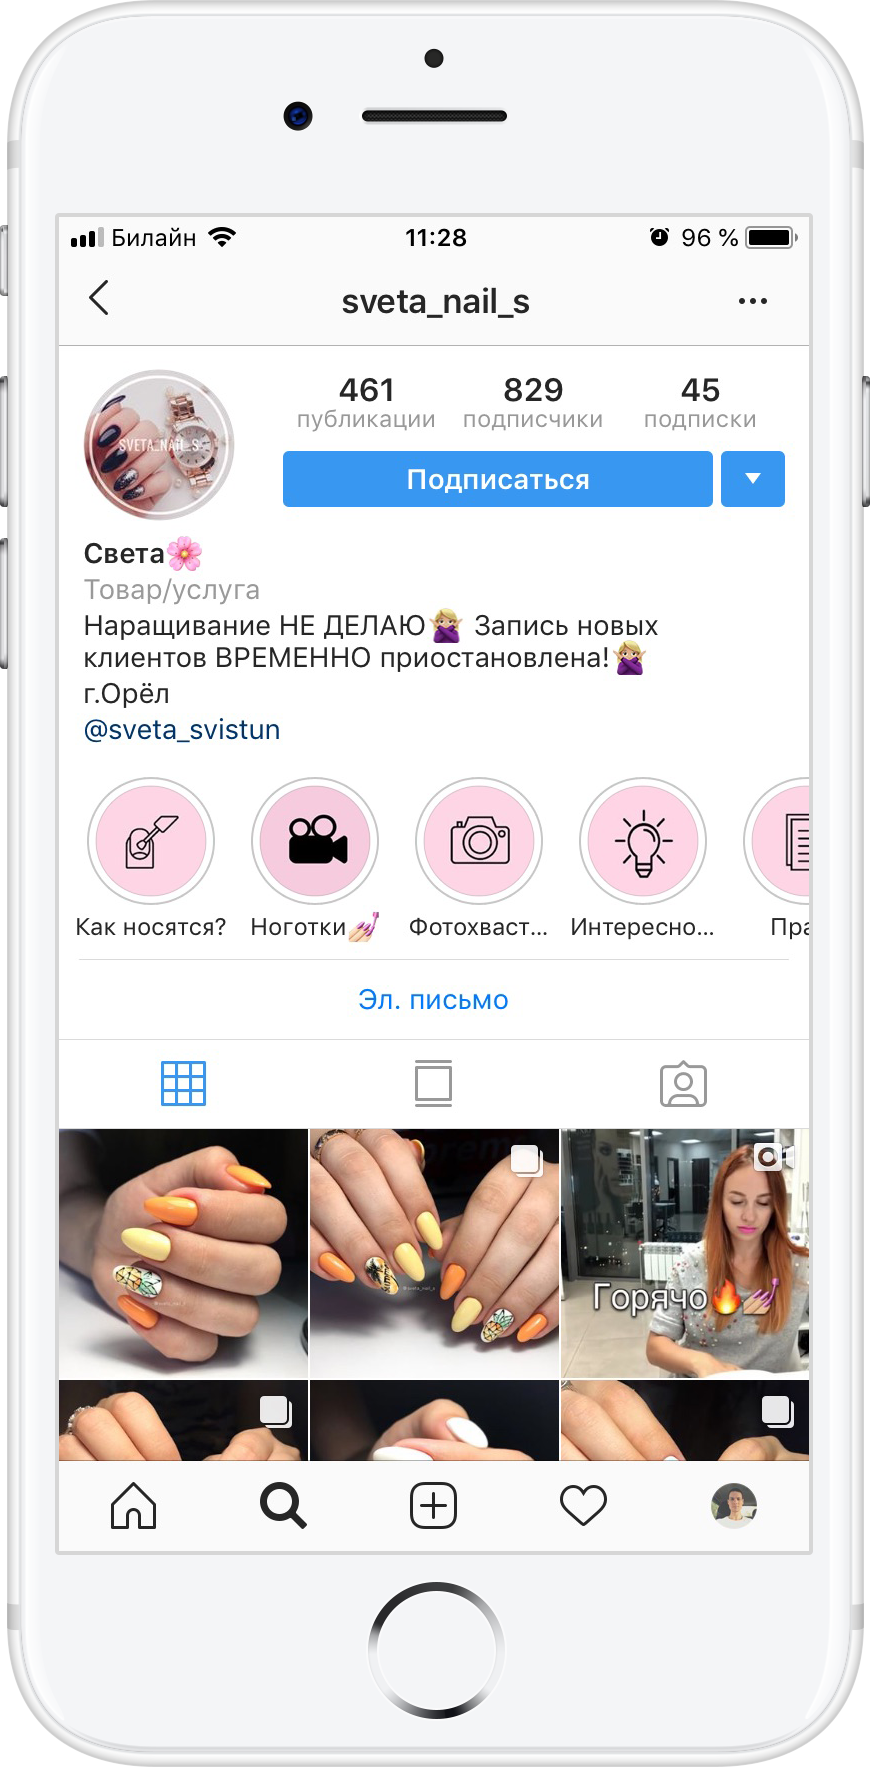 Билайн 11:28 96 %
sveta_nail_s
461 829 45
публикации подписчики подписки
SVETA_NAIL_S
Подписаться
Света🌸
Товар/услуга
Наращивание НЕ ДЕЛАЮ🙅🏼‍♀️ Запись новых
клиентов ВРЕМЕННО приостановлена!🙅🏼‍♀️
г.Орёл
@sveta_svistun
Как носятся? Ноготки💅🏻 Фотохваст... Интересно... Пра
Эл. письмо
Горячо🔥💅🏻